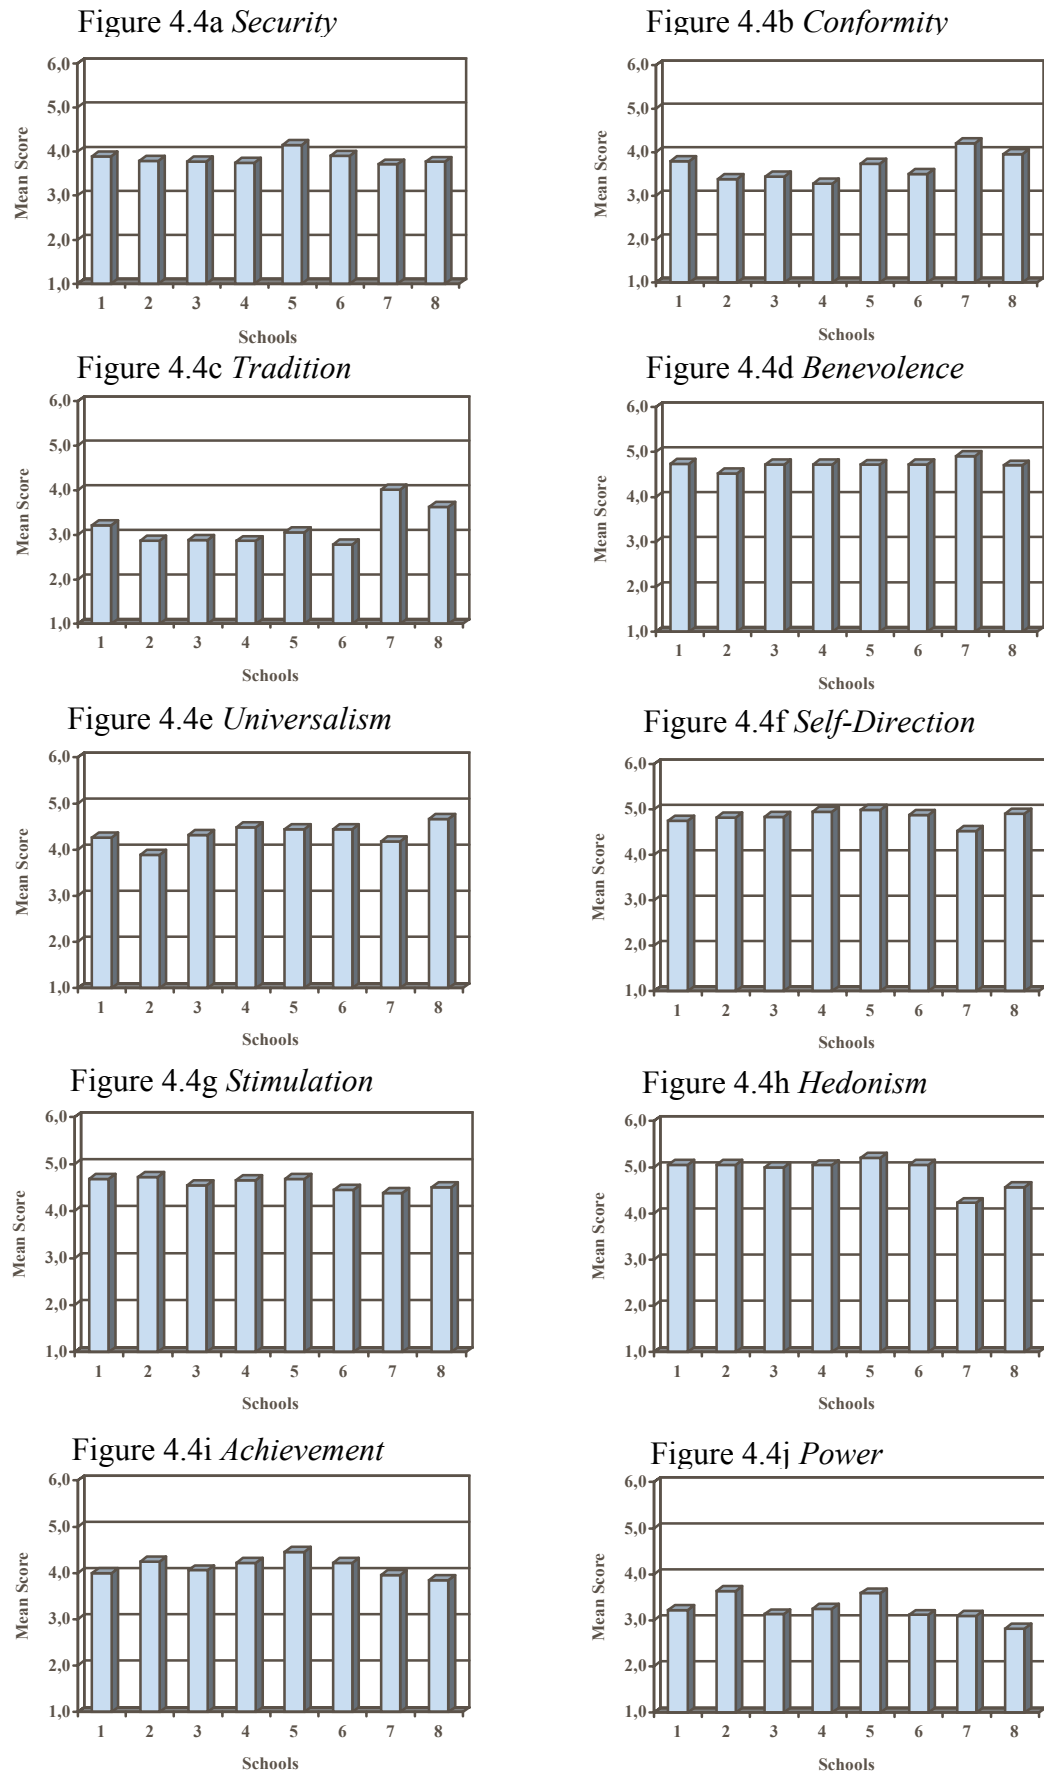 Figure 4.4a Security
6,0
5,0
4,0
3,0
2,0
1,0
Mean Score
1 2 3 4 5 6 7 8
Schools
Figure 4.4b Conformity
6,0
5,0
4,0
3,0
2,0
1,0
Mean Score
1 2 3 4 5 6 7 8
Schools
Figure 4.4c Tradition
6,0
5,0
4,0
3,0
2,0
1,0
Mean Score
1 2 3 4 5 6 7 8
Schools
Figure 4.4d Benevolence
6,0
5,0
4,0
3,0
2,0
1,0
Mean Score
1 2 3 4 5 6 7 8
Schools
Figure 4.4e Universalism
6,0
5,0
4,0
3,0
2,0
1,0
Mean Score
1 2 3 4 5 6 7 8
Schools
Figure 4.4f Self-Direction
6,0
5,0
4,0
3,0
2,0
1,0
Mean Score
1 2 3 4 5 6 7 8
Schools
Figure 4.4g Stimulation
6,0
5,0
4,0
3,0
2,0
1,0
Mean Score
1 2 3 4 5 6 7 8
Schools
Figure 4.4h Hedonism
6,0
5,0
4,0
3,0
2,0
1,0
Mean Score
1 2 3 4 5 6 7 8
Schools
Figure 4.4i Achievement
6,0
5,0
4,0
3,0
2,0
1,0
Mean Score
1 2 3 4 5 6 7 8
Schools
Figure 4.4j Power
6,0
5,0
4,0
3,0
2,0
1,0
Mean Score
1 2 3 4 5 6 7 8
Schools